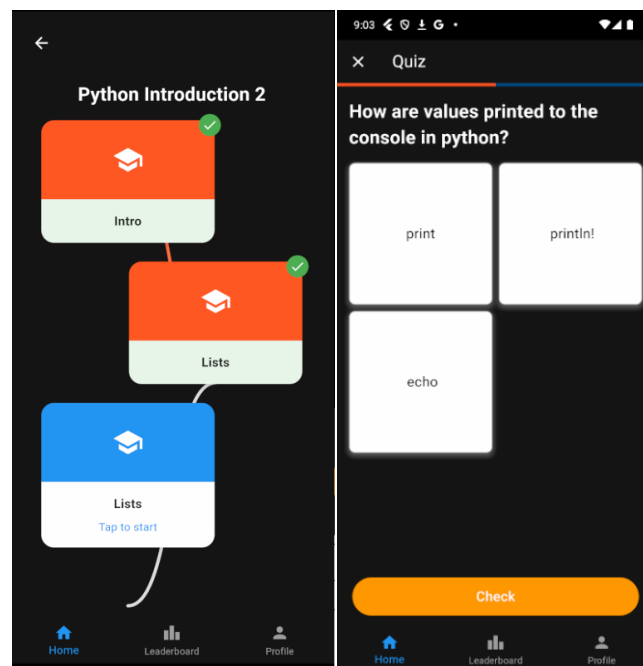 Python Introduction 2
Intro
Lists
Lists
Tap to start
Home
Leaderboard
Profile
9:03
G
Quiz
How are values printed to the
console in python?
print
println!
echo
Check
Home
Leaderboard
Profile